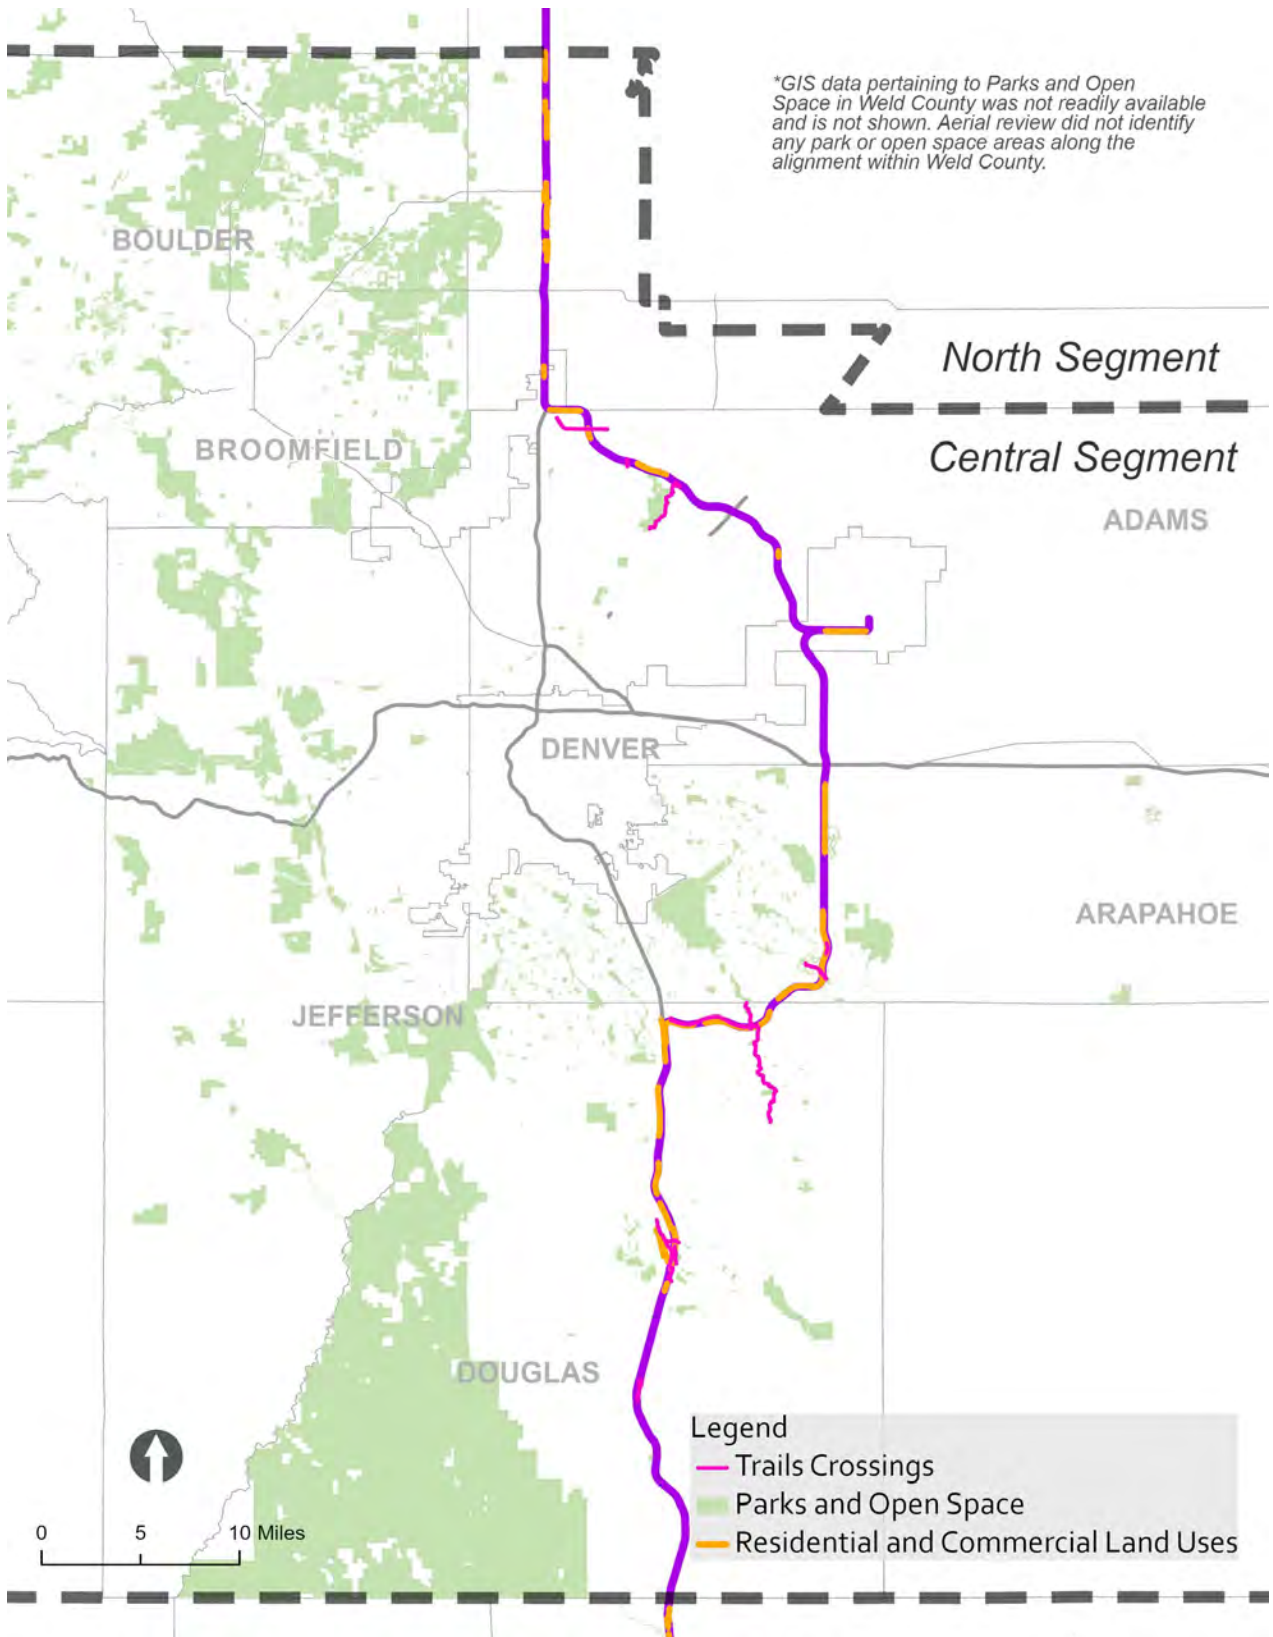 *GIS data pertaining to Parks and Open
Space in Weld County was not readily available
and is not shown. Aerial review did not identify
any park or open space areas along the
alignment within Weld County.
BOULDER
North Segment
BROOMFIELD
Central Segment
ADAMS
DENVER
ARAPAHOE
JEFFERSON
DOUGLAS
Legend
Trails Crossings
Parks and Open Space
Residential and Commercial Land Uses
0 5 10 Miles